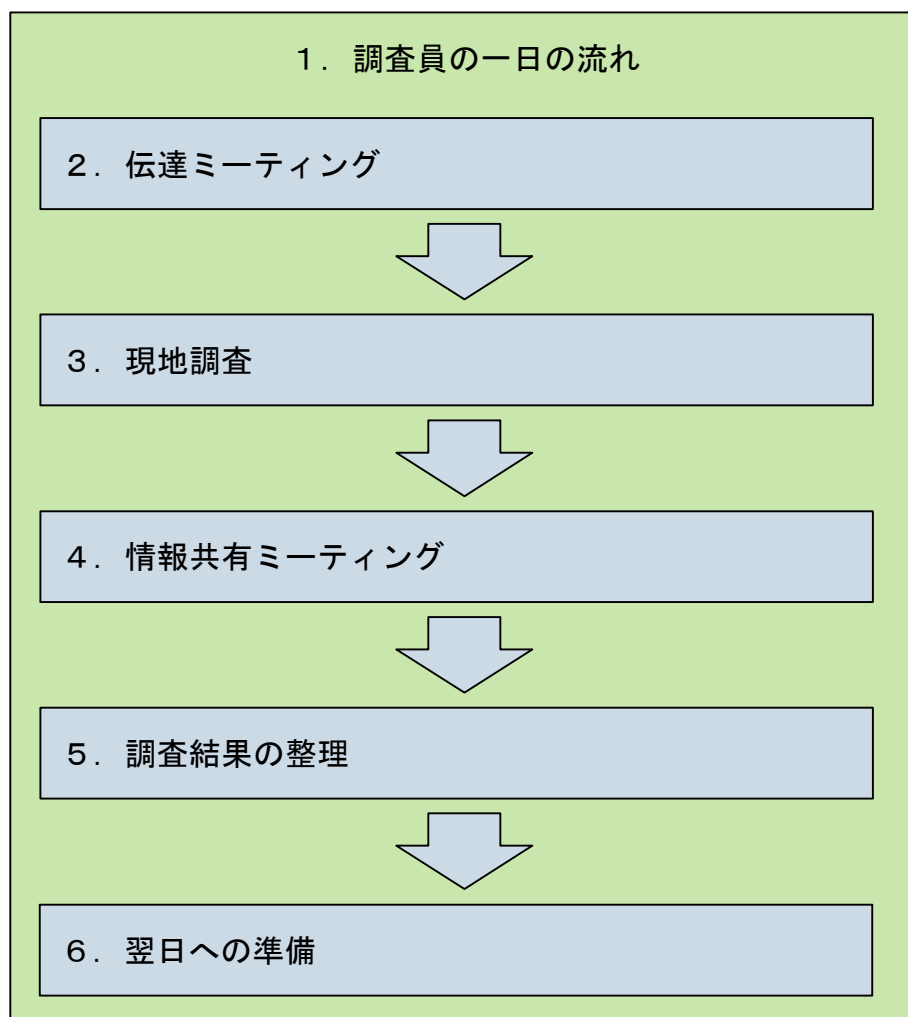 １．調査員の一日の流れ
２．伝達ミーティング
３．現地調査
４．情報共有ミーティング
５．調査結果の整理
６．翌日への準備